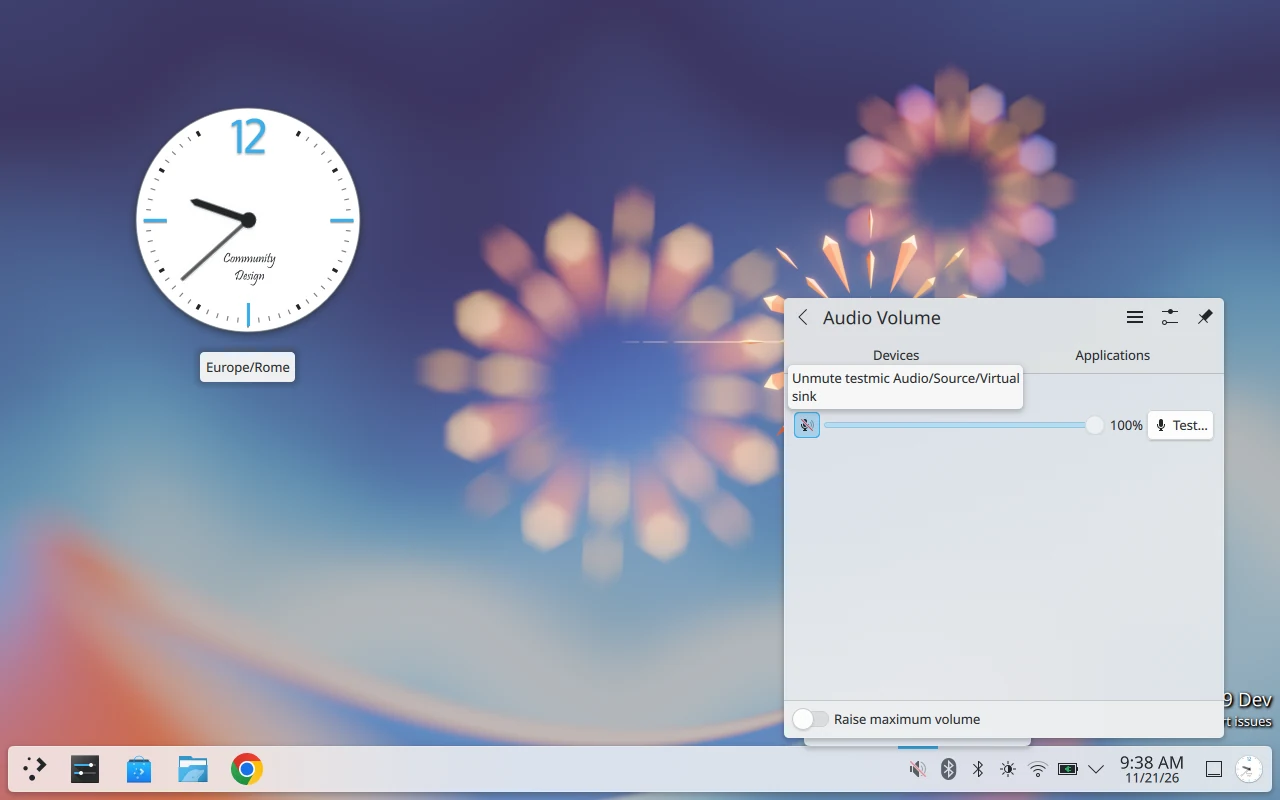 12
Community
Design
Europe/Rome
Audio Volume
Devices
Applications
Unmute testmic Audio/Source/Virtual
sink
100%
Test...
Raise maximum volume
9 Dev
issues
9:38 AM
11/21/26